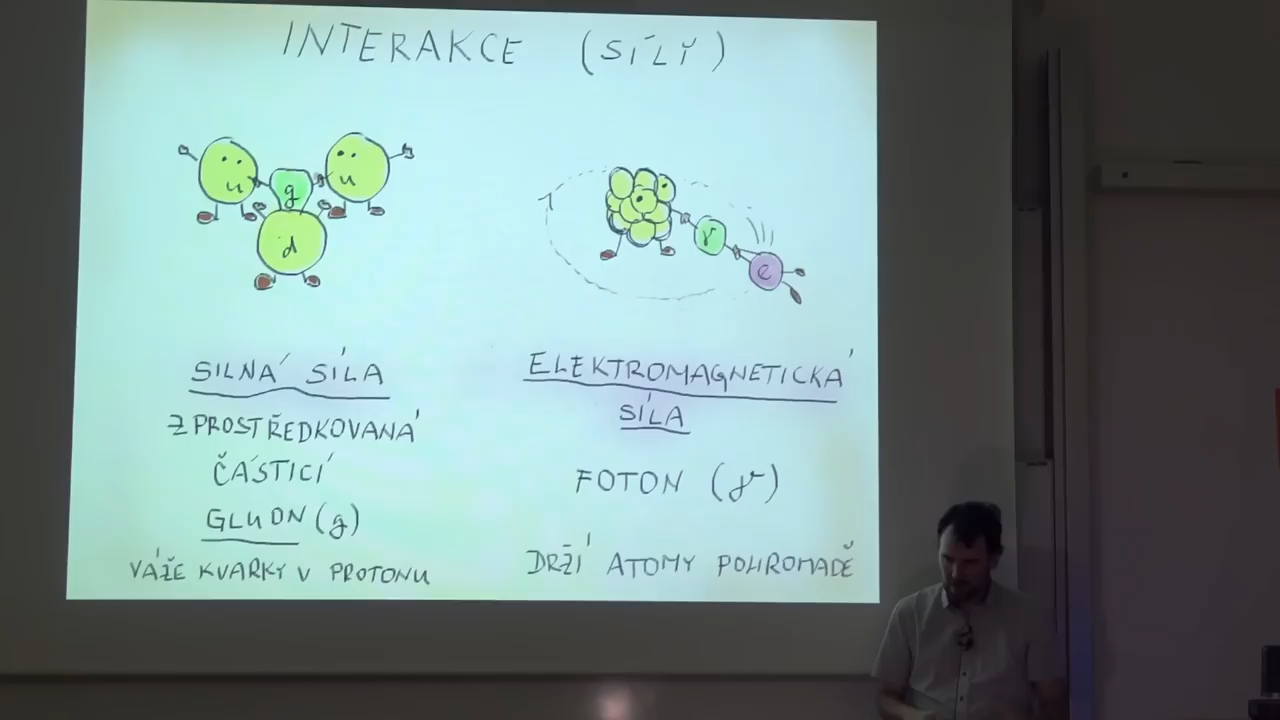 INTERAKCE (SÍLY)
u g u
d
γ
e
SILNÁ SÍLA
ZPROSTŘEDKOVANÁ
ČÁSTICÍ
GLUON (g)
VÁŽE KVARKY V PROTONU
ELEKTROMAGNETICKÁ
SÍLA
FOTON (γ)
DRŽÍ ATOMY POHROMADĚ